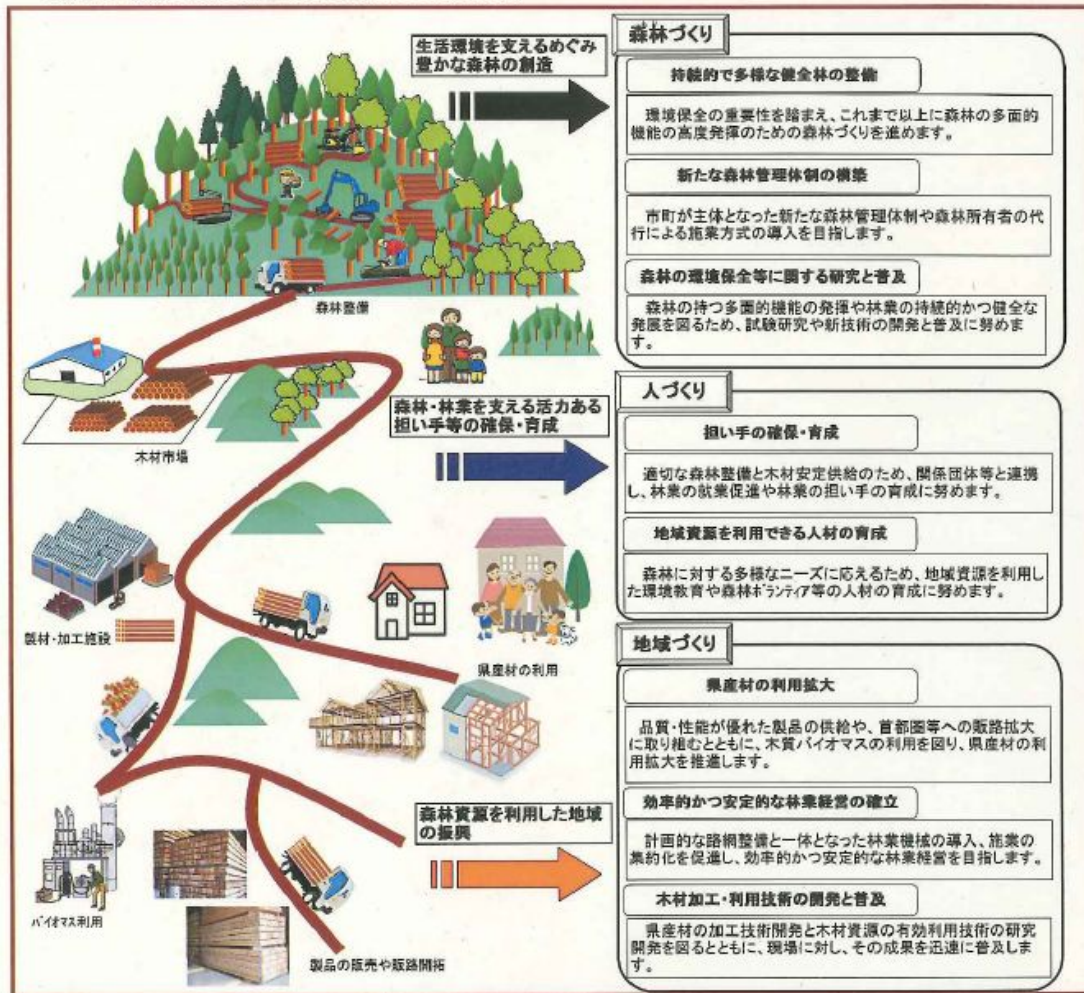 生活環境を支えるめぐみ
豊かな森林の創造
森林整備
木材市場
森林・林業を支える活力ある
担い手等の確保・育成
製材・加工施設
県産材の利用
森林資源を利用した地域
の振興
バイオマス利用
製品の販売や販路開拓
森林づくり
持続的で多様な健全林の整備
環境保全の重要性を踏まえ、これまで以上に森林の多面的
機能の高度発揮のための森林づくりを進めます。
新たな森林管理体制の構築
市町が主体となった新たな森林管理体制や森林所有者の代
行による施業方式の導入を目指します。
森林の環境保全等に関する研究と普及
森林の持つ多面的機能の発揮や林業の持続的かつ健全な
発展を図るため、試験研究や新技術の開発と普及に努めま
す。
人づくり
担い手の確保・育成
適切な森林整備と木材安定供給のため、関係団体等と連携
し、林業の就業促進や林業の担い手の育成に努めます。
地域資源を利用できる人材の育成
森林に対する多様なニーズに応えるため、地域資源を利用し
た環境教育や森林ボランティア等の人材の育成に努めます。
地域づくり
県産材の利用拡大
品質・性能が優れた製品の供給や、首都圏等への販路拡大
に取り組むとともに、木質バイオマスの利用を図り、県産材の利
用拡大を推進します。
効率的かつ安定的な林業経営の確立
計画的な路網整備と一体となった林業機械の導入、施業の
集約化を促進し、効率的かつ安定的な林業経営を目指します。
木材加工・利用技術の開発と普及
県産材の加工技術開発と木材資源の有効利用技術の研究
開発を図るとともに、現場に対し、その成果を迅速に普及しま
す。